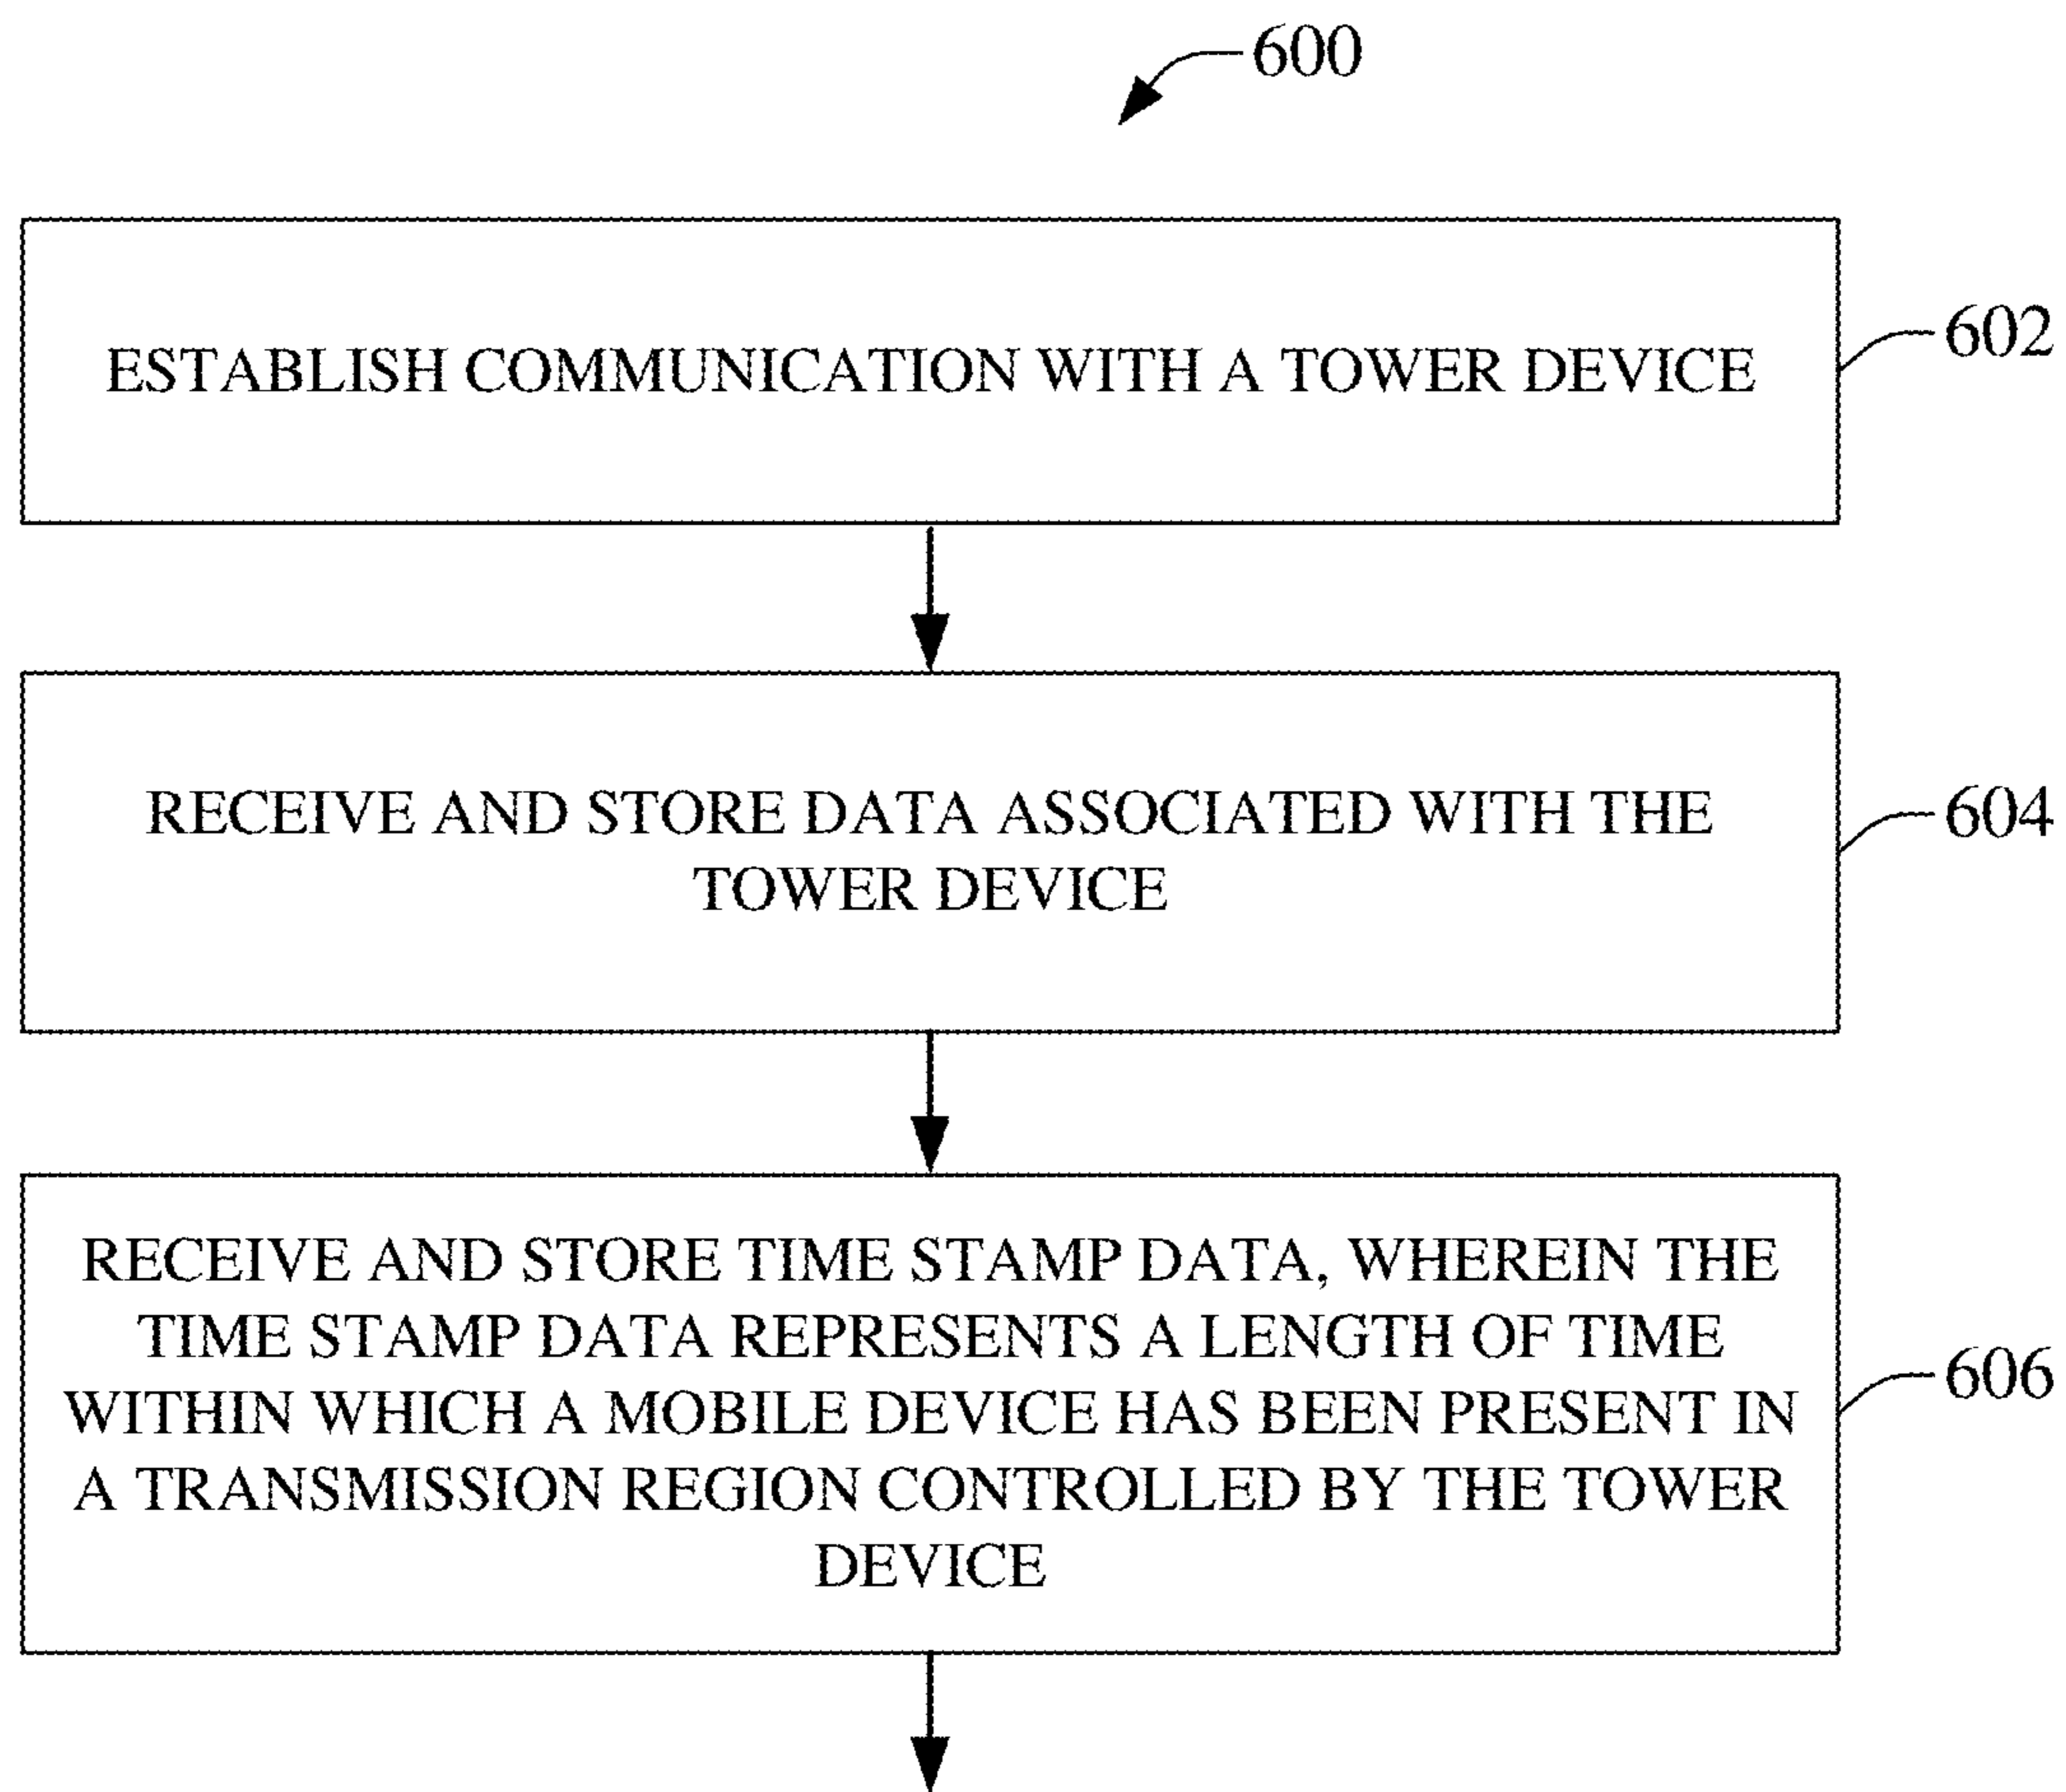 600
ESTABLISH COMMUNICATION WITH A TOWER DEVICE
602
RECEIVE AND STORE DATA ASSOCIATED WITH THE
TOWER DEVICE
604
RECEIVE AND STORE TIME STAMP DATA, WHEREIN THE
TIME STAMP DATA REPRESENTS A LENGTH OF TIME
WITHIN WHICH A MOBILE DEVICE HAS BEEN PRESENT IN
A TRANSMISSION REGION CONTROLLED BY THE TOWER
DEVICE
606